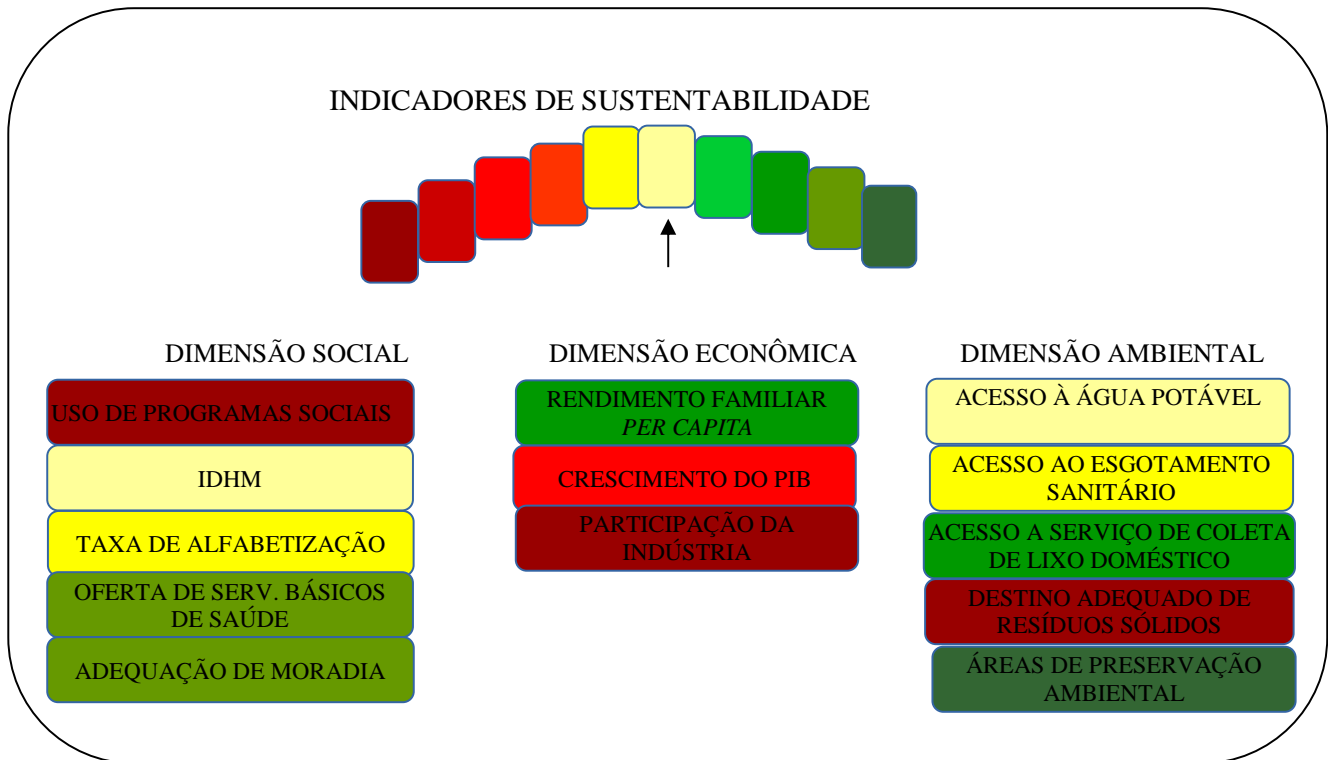 INDICADORES DE SUSTENTABILIDADE
DIMENSÃO SOCIAL
USO DE PROGRAMAS SOCIAIS
IDHM
TAXA DE ALFABETIZAÇÃO
OFERTA DE SERV. BÁSICOS
DE SAÚDE
ADEQUAÇÃO DE MORADIA
DIMENSÃO ECONÔMICA
RENDIMENTO FAMILIAR
PER CAPITA
CRESCIMENTO DO PIB
PARTICIPAÇÃO DA
INDÚSTRIA
DIMENSÃO AMBIENTAL
ACESSO À ÁGUA POTÁVEL
ACESSO AO ESGOTAMENTO
SANITÁRIO
ACESSO A SERVIÇO DE COLETA
DE LIXO DOMÉSTICO
DESTINO ADEQUADO DE
RESÍDUOS SÓLIDOS
ÁREAS DE PRESERVAÇÃO
AMBIENTAL